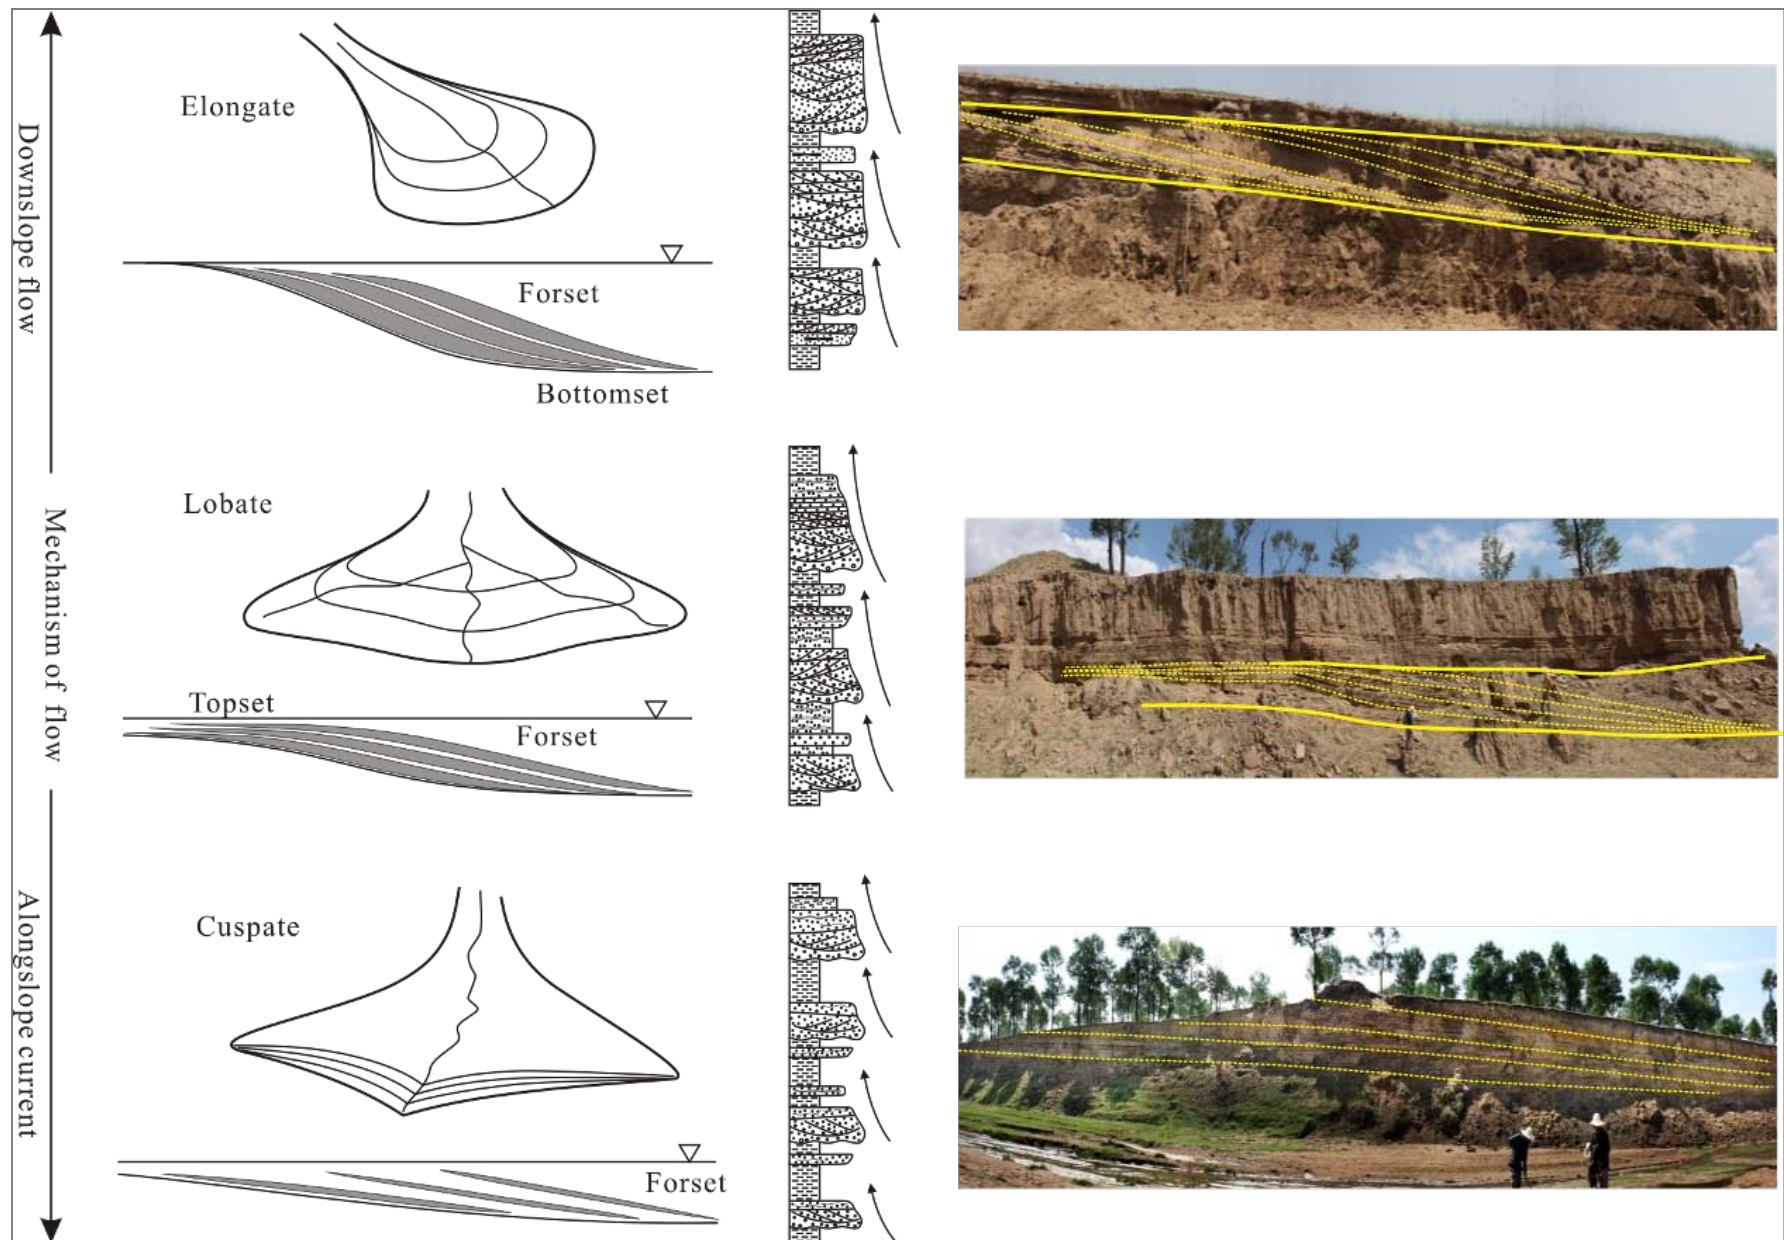 Downslope flow
Mechanism of flow
Alongslope current
Elongate
Forset
Bottomset
Lobate
Topset
Forset
Cuspate
Forset